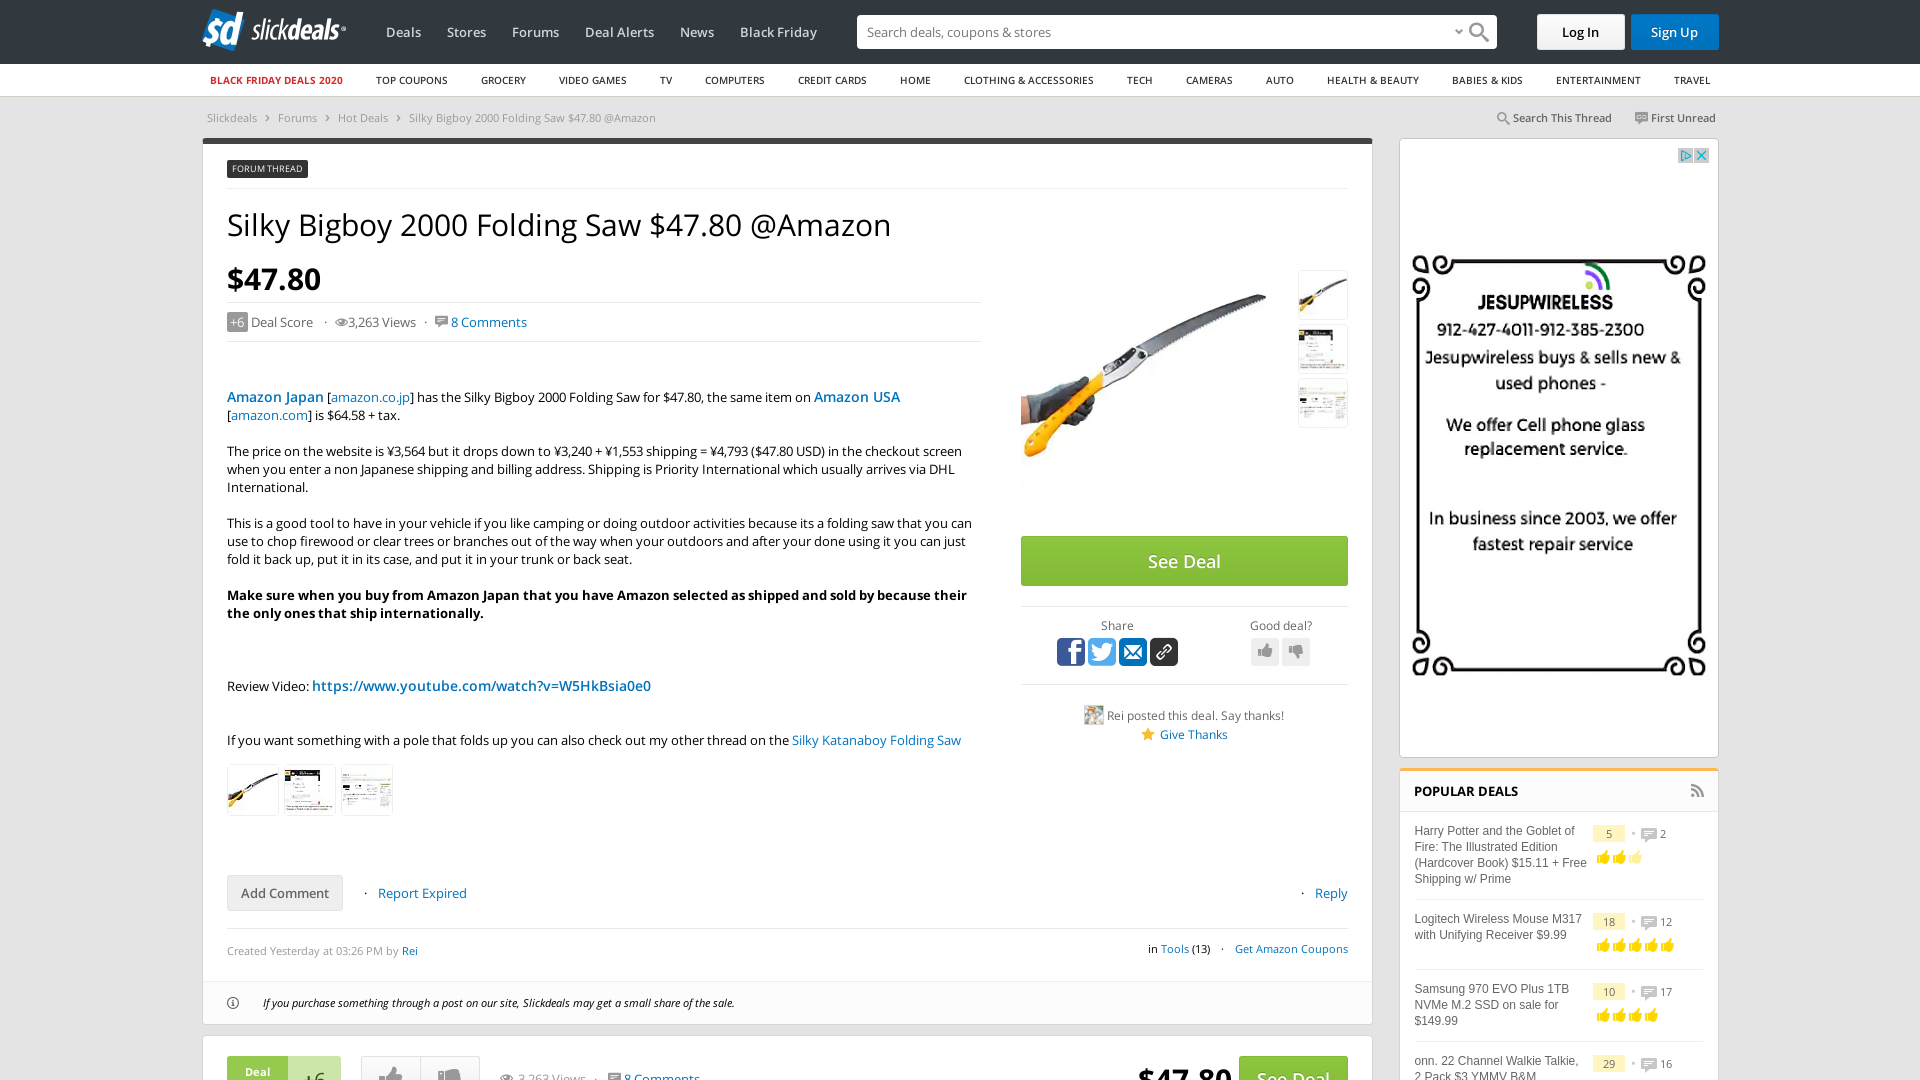 sd slickdeals®
Deals Stores Forums Deal Alerts News Black Friday
Search deals, coupons & stores
Log In Sign Up
BLACK FRIDAY DEALS 2020 TOP COUPONS GROCERY VIDEO GAMES TV COMPUTERS CREDIT CARDS HOME CLOTHING & ACCESSORIES TECH CAMERAS AUTO HEALTH & BEAUTY BABIES & KIDS ENTERTAINMENT TRAVEL
Slickdeals › Forums › Hot Deals › Silky Bigboy 2000 Folding Saw $47.80 @Amazon
Search This Thread First Unread
FORUM THREAD
Silky Bigboy 2000 Folding Saw $47.80 @Amazon
$47.80
+6 Deal Score · 3,263 Views · 8 Comments
Amazon Japan [amazon.co.jp] has the Silky Bigboy 2000 Folding Saw for $47.80, the same item on Amazon USA
[amazon.com] is $64.58 + tax.
The price on the website is ¥3,564 but it drops down to ¥3,240 + ¥1,553 shipping = ¥4,793 ($47.80 USD) in the checkout screen
when you enter a non Japanese shipping and billing address. Shipping is Priority International which usually arrives via DHL
International.
This is a good tool to have in your vehicle if you like camping or doing outdoor activities because its a folding saw that you can
use to chop firewood or clear trees or branches out of the way when your outdoors and after your done using it you can just
fold it back up, put it in its case, and put it in your trunk or back seat.
Make sure when you buy from Amazon Japan that you have Amazon selected as shipped and sold by because their
the only ones that ship internationally.
Review Video: https://www.youtube.com/watch?v=W5HkBsia0e0
If you want something with a pole that folds up you can also check out my other thread on the Silky Katanaboy Folding Saw
See Deal
Share
Good deal?
Rei posted this deal. Say thanks!
Give Thanks
Add Comment · Report Expired
· Reply
Created Yesterday at 03:26 PM by Rei
in Tools (13) · Get Amazon Coupons
If you purchase something through a post on our site, Slickdeals may get a small share of the sale.
Deal
+6
3,263 Views · 8 Comments
$47.80
See Deal
JESUPWIRELESS
912-427-4011-912-385-2300
Jesupwireless buys & sells new &
used phones -
We offer Cell phone glass
replacement service.
In business since 2003, we offer
fastest repair service
POPULAR DEALS
Harry Potter and the Goblet of
Fire: The Illustrated Edition
(Hardcover Book) $15.11 + Free
Shipping w/ Prime
5 · 2
Logitech Wireless Mouse M317
with Unifying Receiver $9.99
18 · 12
Samsung 970 EVO Plus 1TB
NVMe M.2 SSD on sale for
$149.99
10 · 17
onn. 22 Channel Walkie Talkie,
2 Pack $3 YMMV B&M
29 · 16